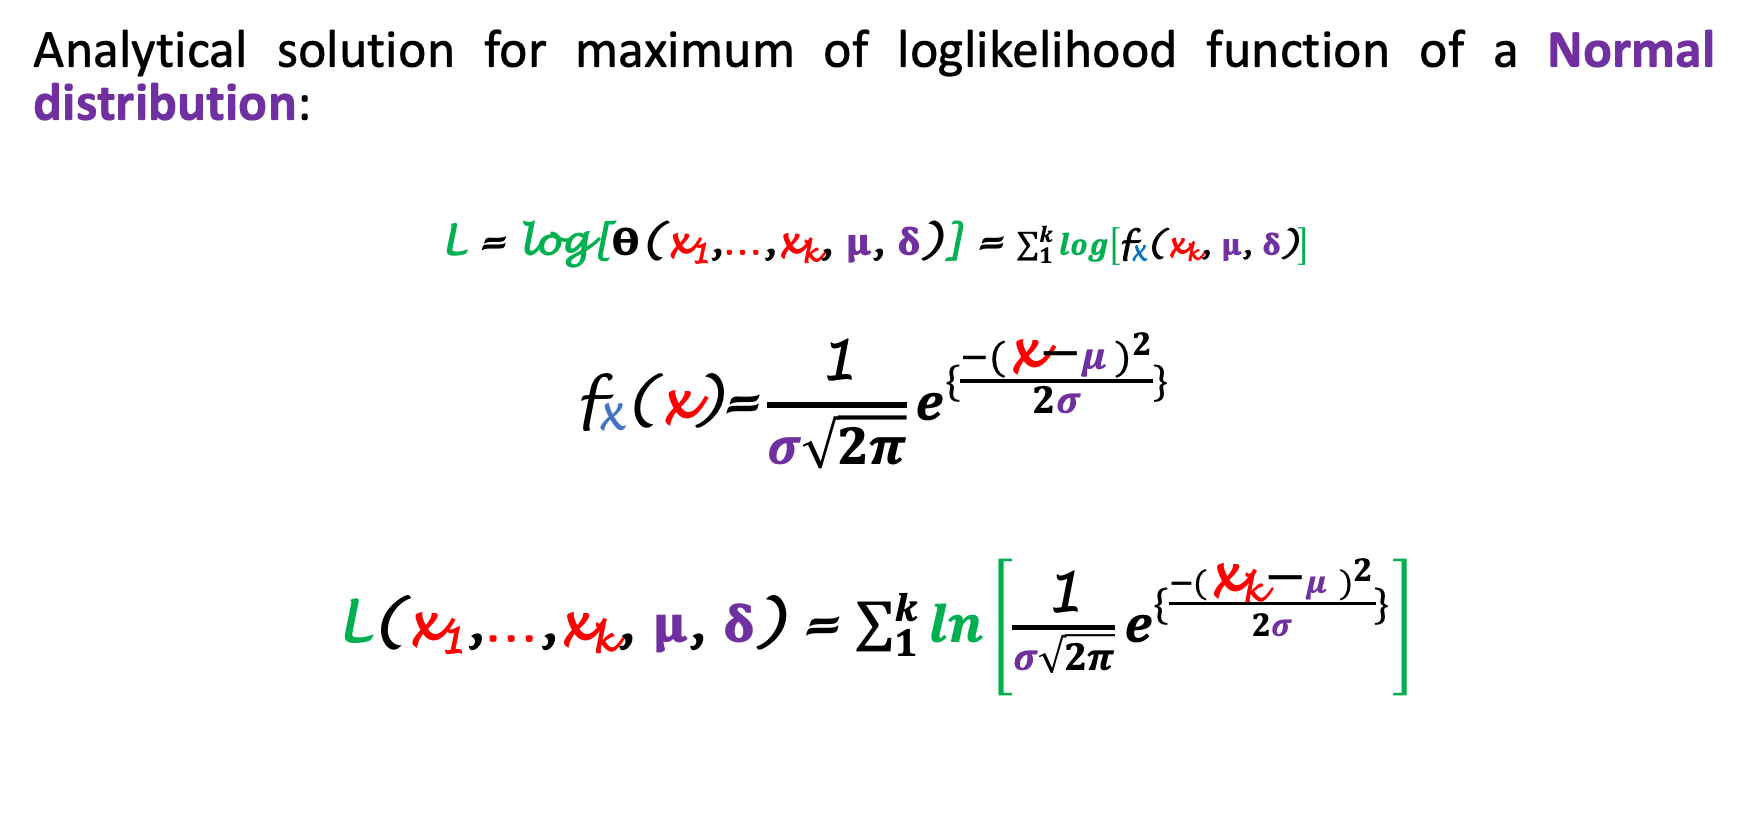 Analytical solution for maximum of loglikelihood function of a Normal
distribution:
L = log[θ(x₁,...,xₖ, μ, δ)] = ∑₁ᵏ log[fₓ(xₖ, μ, δ)]
fₓ(x)= 1/(σ√2π) e^{−(x−μ)²/2σ}
L(x₁,...,xₖ, μ, δ) = ∑₁ᵏ ln[1/(σ√2π) e^{−(xₖ−μ)²/2σ}]